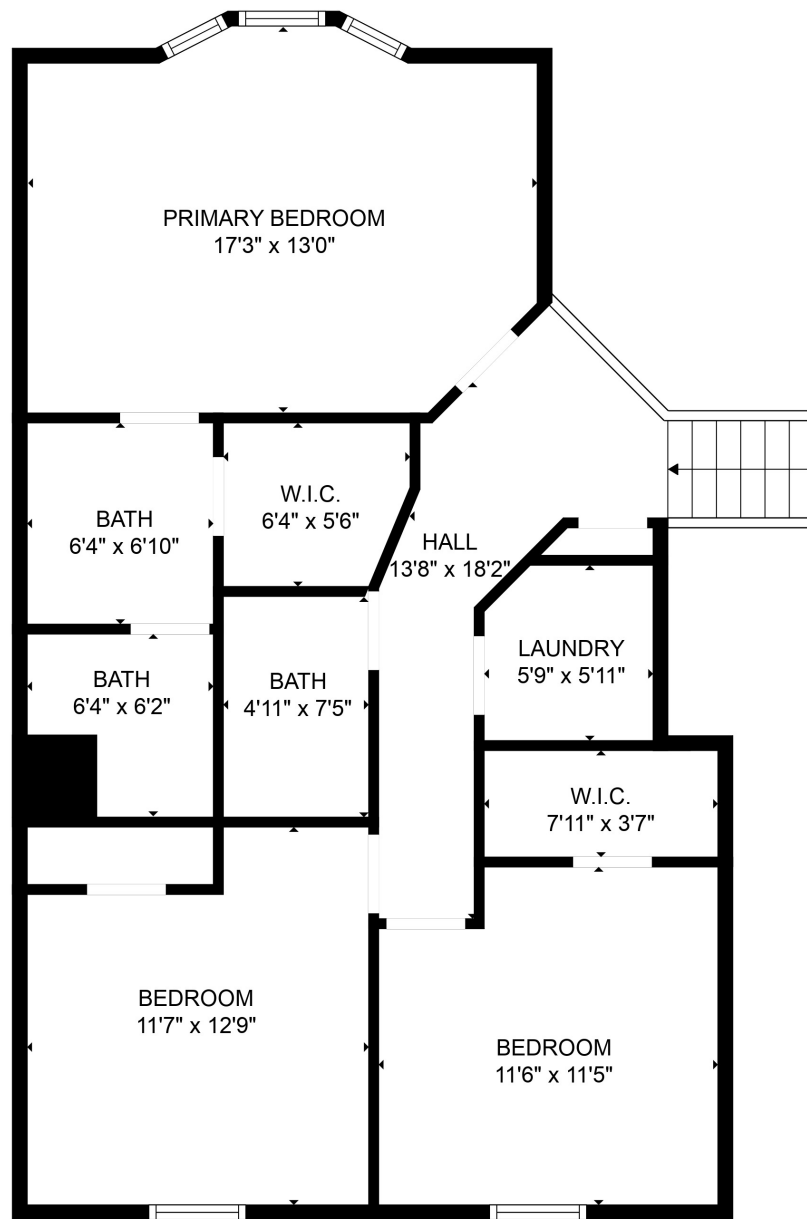 PRIMARY BEDROOM
17'3" x 13'0"
W.I.C.
6'4" x 5'6"
BATH
6'4" x 6'10"
HALL
13'8" x 18'2"
LAUNDRY
5'9" x 5'11"
BATH
6'4" x 6'2"
BATH
4'11" x 7'5"
W.I.C.
7'11" x 3'7"
BEDROOM
11'7" x 12'9"
BEDROOM
11'6" x 11'5"